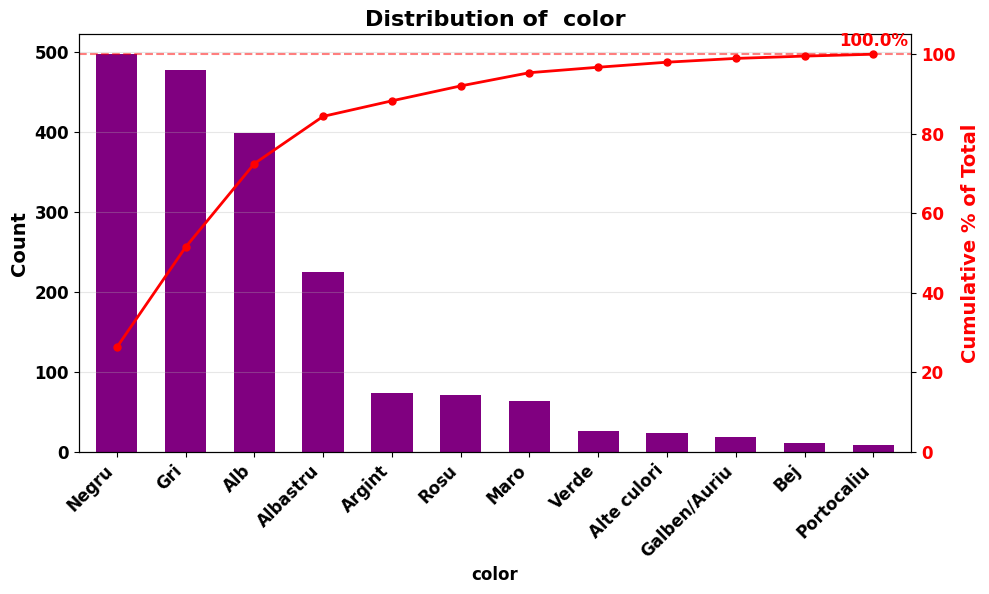 Distribution of  color
100.0%
500
400
300
200
100
0
Count
100
80
60
40
20
0
Cumulative % of Total
Negru
Gri
Alb
Albastru
Argint
Rosu
Maro
Verde
Alte culori
Galben/Auriu
Bej
Portocaliu
color